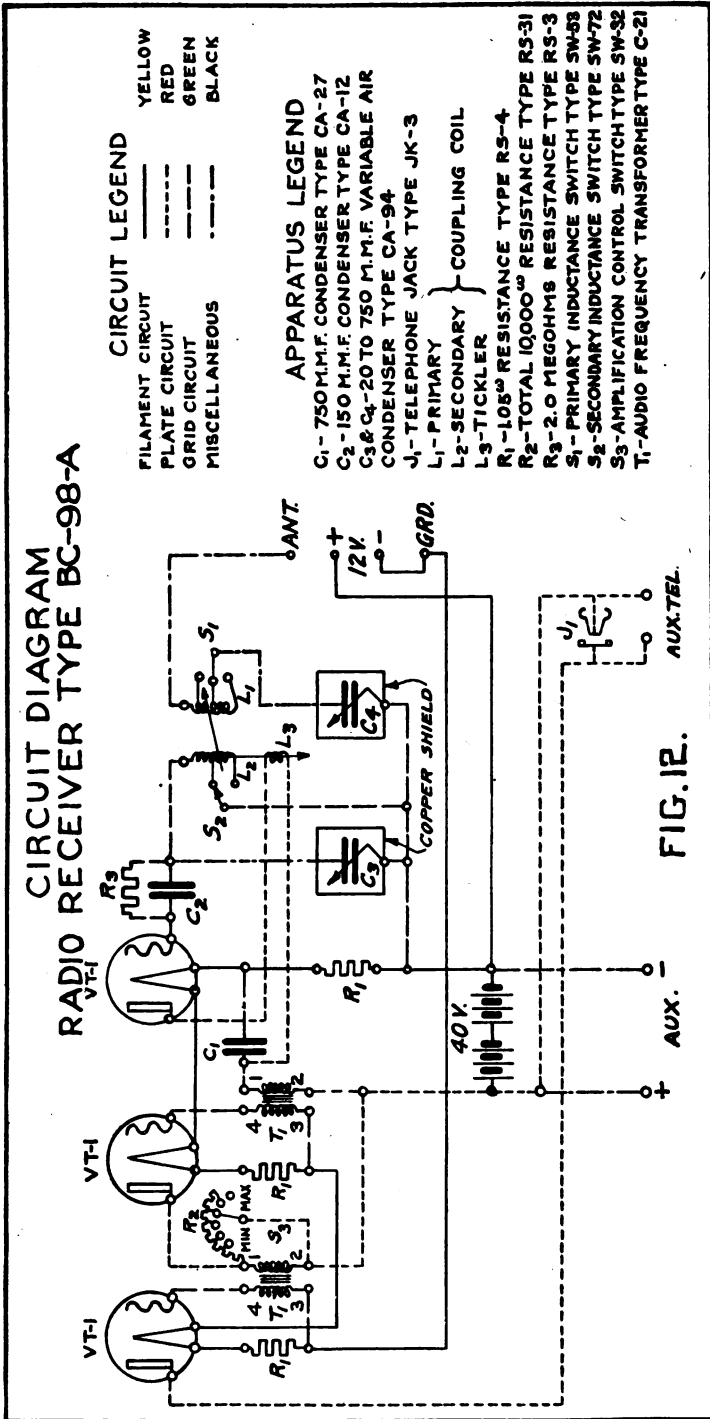 CIRCUIT DIAGRAM
RADIO RECEIVER TYPE BC-98-A
CIRCUIT LEGEND
FILAMENT CIRCUIT YELLOW
PLATE CIRCUIT RED
GRID CIRCUIT GREEN
MISCELLANEOUS BLACK
APPARATUS LEGEND
C1- 750 M.M.F. CONDENSER TYPE CA-27
C2 - 150 M.M.F. CONDENSER TYPE CA-12
C3 & C4-20 TO 750 M.M.F. VARIABLE AIR
CONDENSER TYPE CA-94
J1- TELEPHONE JACK TYPE JK-3
L1- PRIMARY
L2-SECONDARY
L3-TICKLER
COUPLING COIL
R1-1.05ω RESISTANCE TYPE RS-4
R2-TOTAL 10,000ω RESISTANCE TYPE RS-31
R3-2.0 MEGOHMS RESISTANCE TYPE RS-3
S1-PRIMARY INDUCTANCE SWITCH TYPE SW-53
S2-SECONDARY INDUCTANCE SWITCH TYPE SW-72
S3-AMPLIFICATION CONTROL SWITCH TYPE SW-32
T1-AUDIO FREQUENCY TRANSFORMER TYPE C-21
VT-1
VT-1
VT-1
R3
C2
S1
L1
L2
L3
S2
ANT.
+
12V.
-
GRD.
C3
C4
COPPER SHIELD
C1
R1
R1
R1
R2
MIN
MAX
S3
4
1
T1
3
2
4
1
T1
3
2
40V.
+
AUX.
-
J1
AUX. TEL.
FIG. 12.